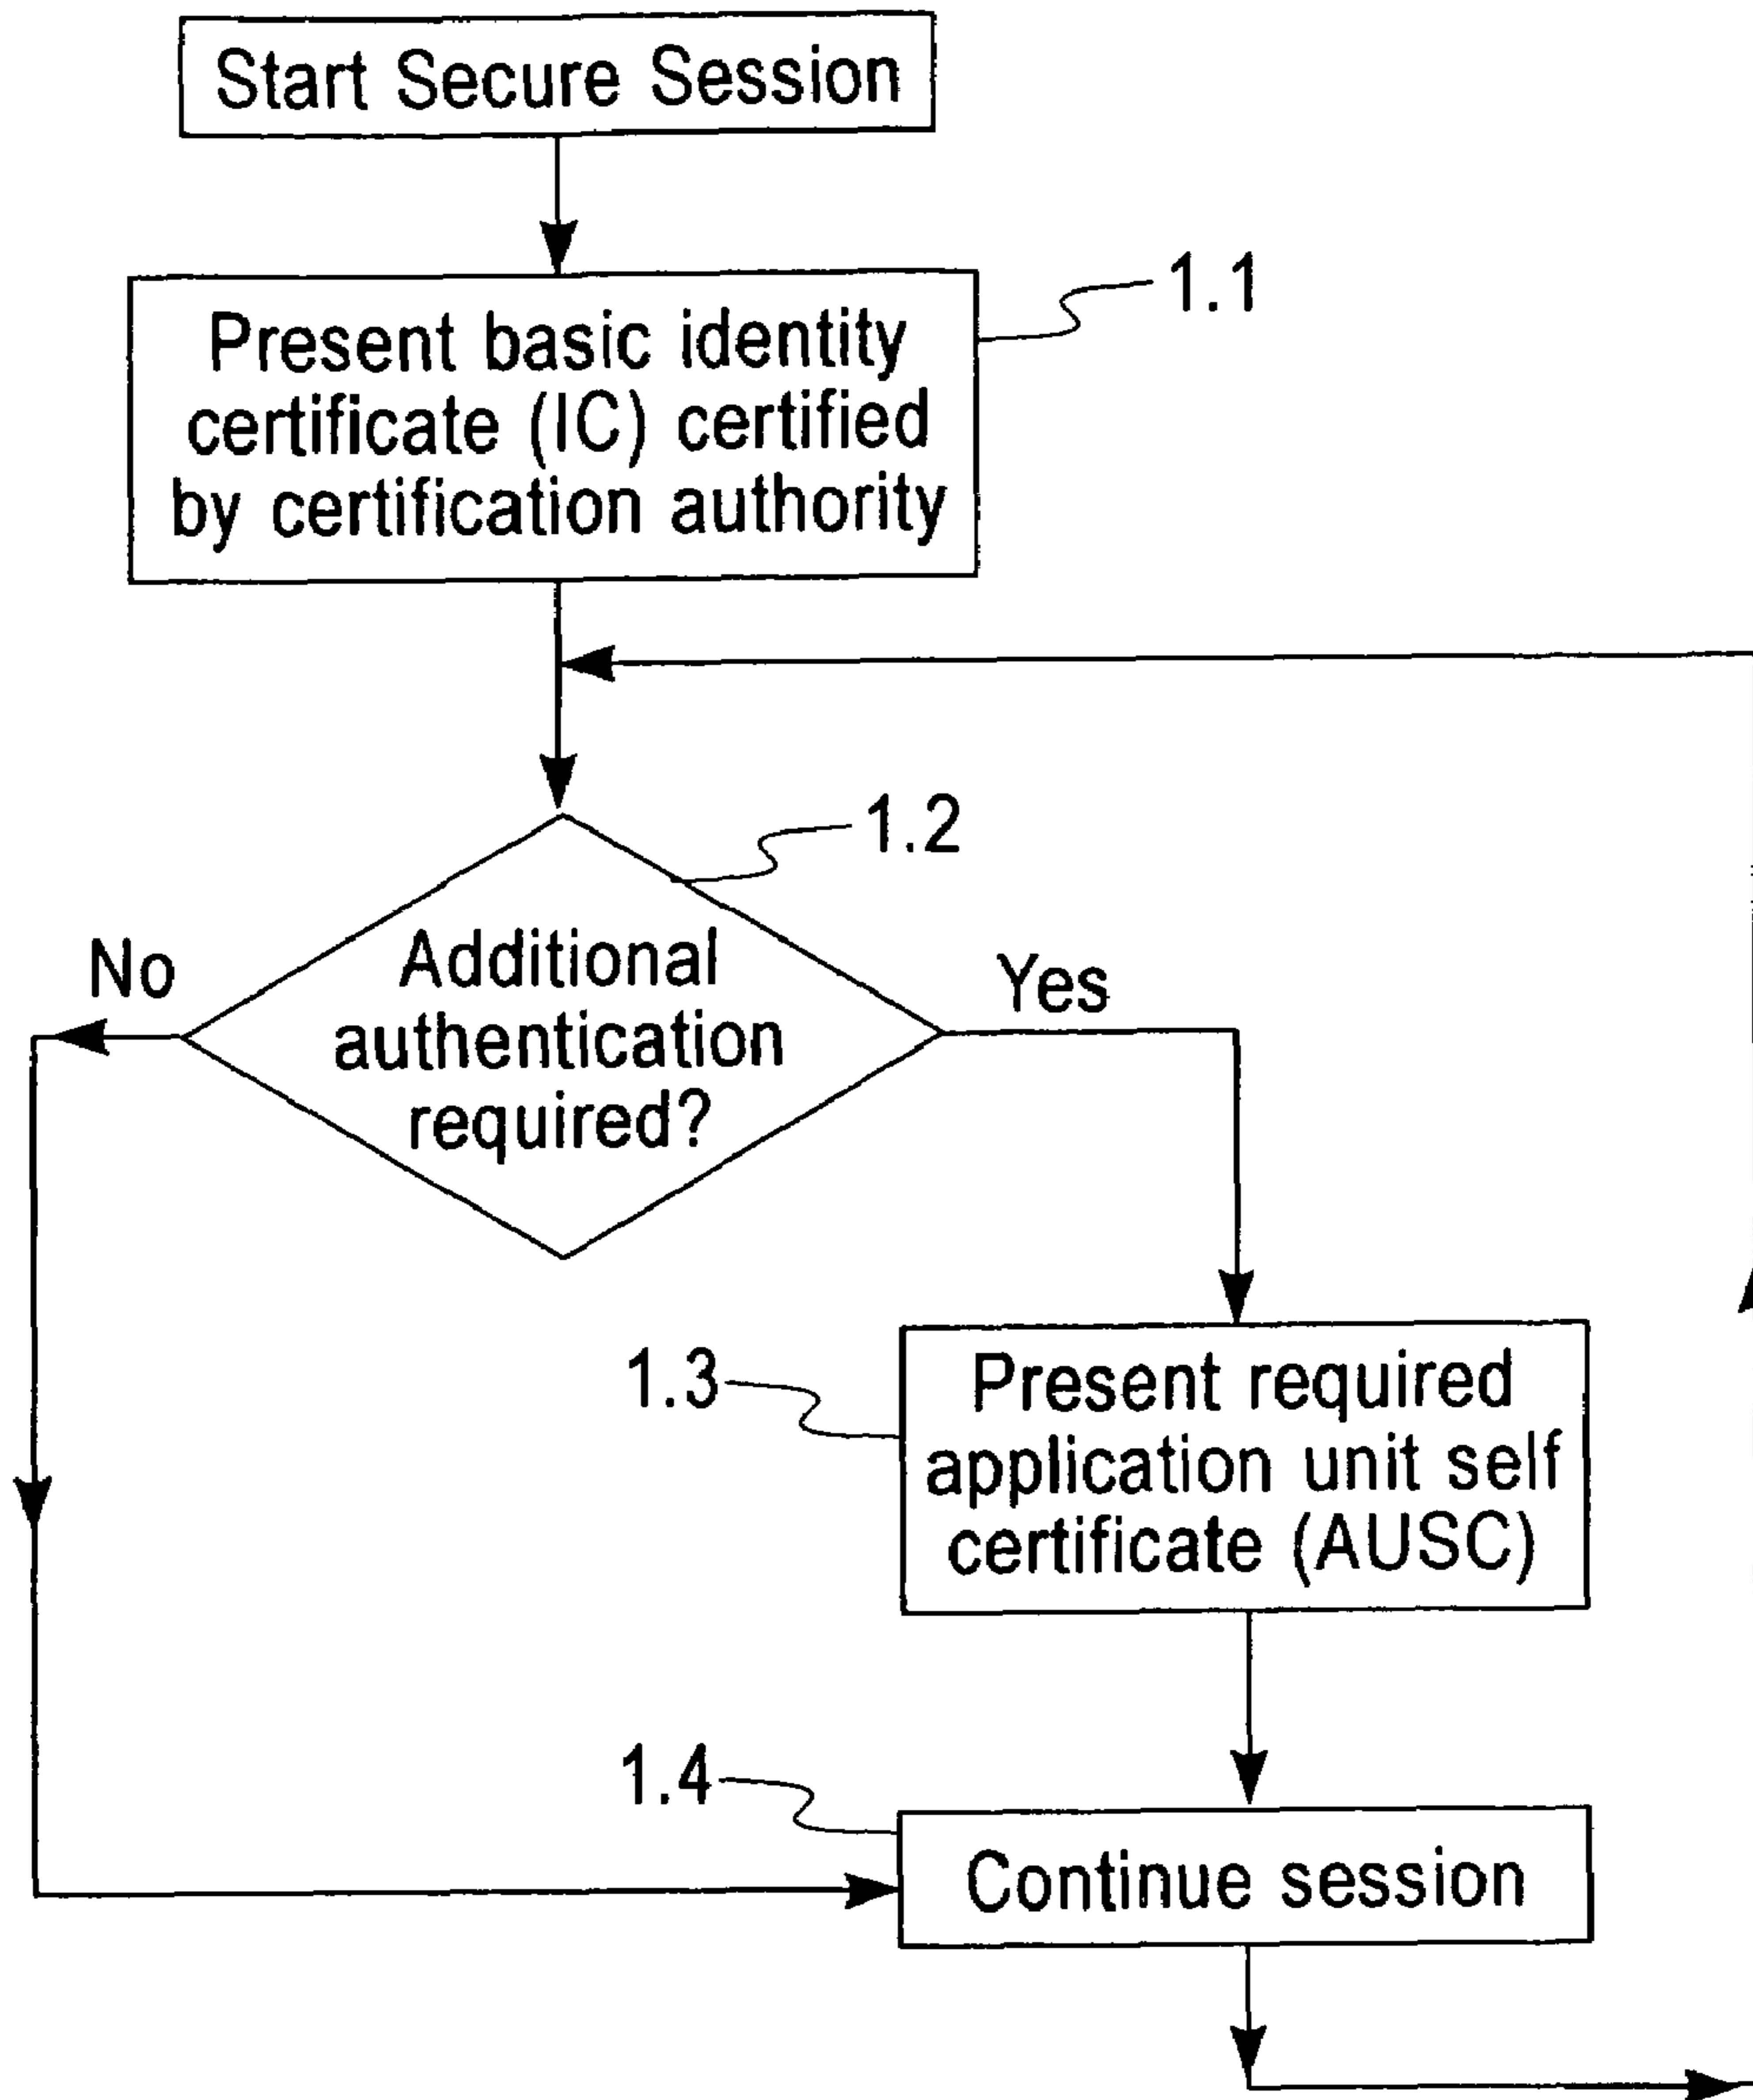 Start Secure Session
1.1
Present basic identity
certificate (IC) certified
by certification authority
1.2
No
Additional
authentication
required?
Yes
1.3
Present required
application unit self
certificate (AUSC)
1.4
Continue session